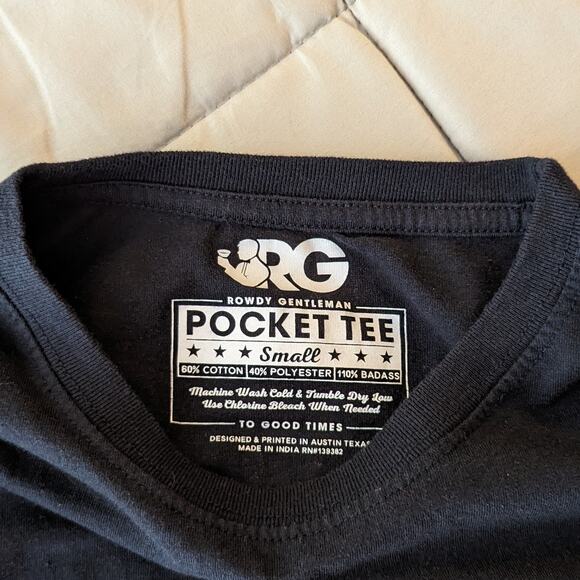 RG
ROWDY GENTLEMAN
POCKET TEE
★ ★ ★ Small ★ ★ ★
60% COTTON 40% POLYESTER 110% BADASS
Machine Wash Cold & Tumble Dry Low
Use Chlorine Bleach When Needed
TO GOOD TIMES
DESIGNED & PRINTED IN AUSTIN TEXAS
MADE IN INDIA RN#139382